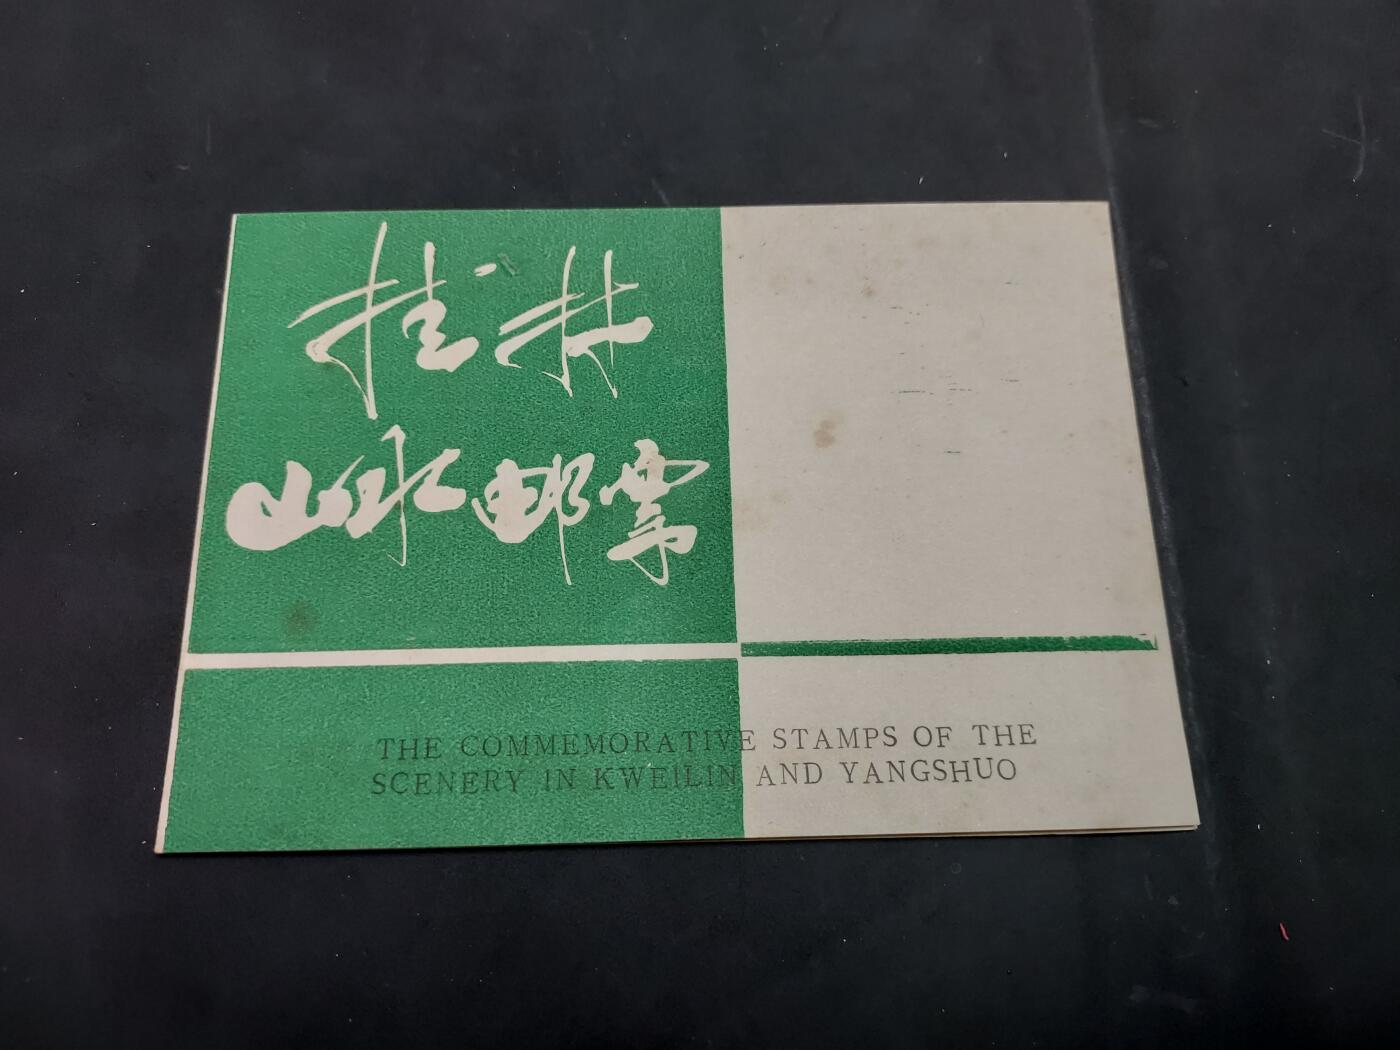 桂林
山水邮票
THE COMMEMORATIVE STAMPS OF THE
SCENERY IN KWEILIN AND YANGSHUO